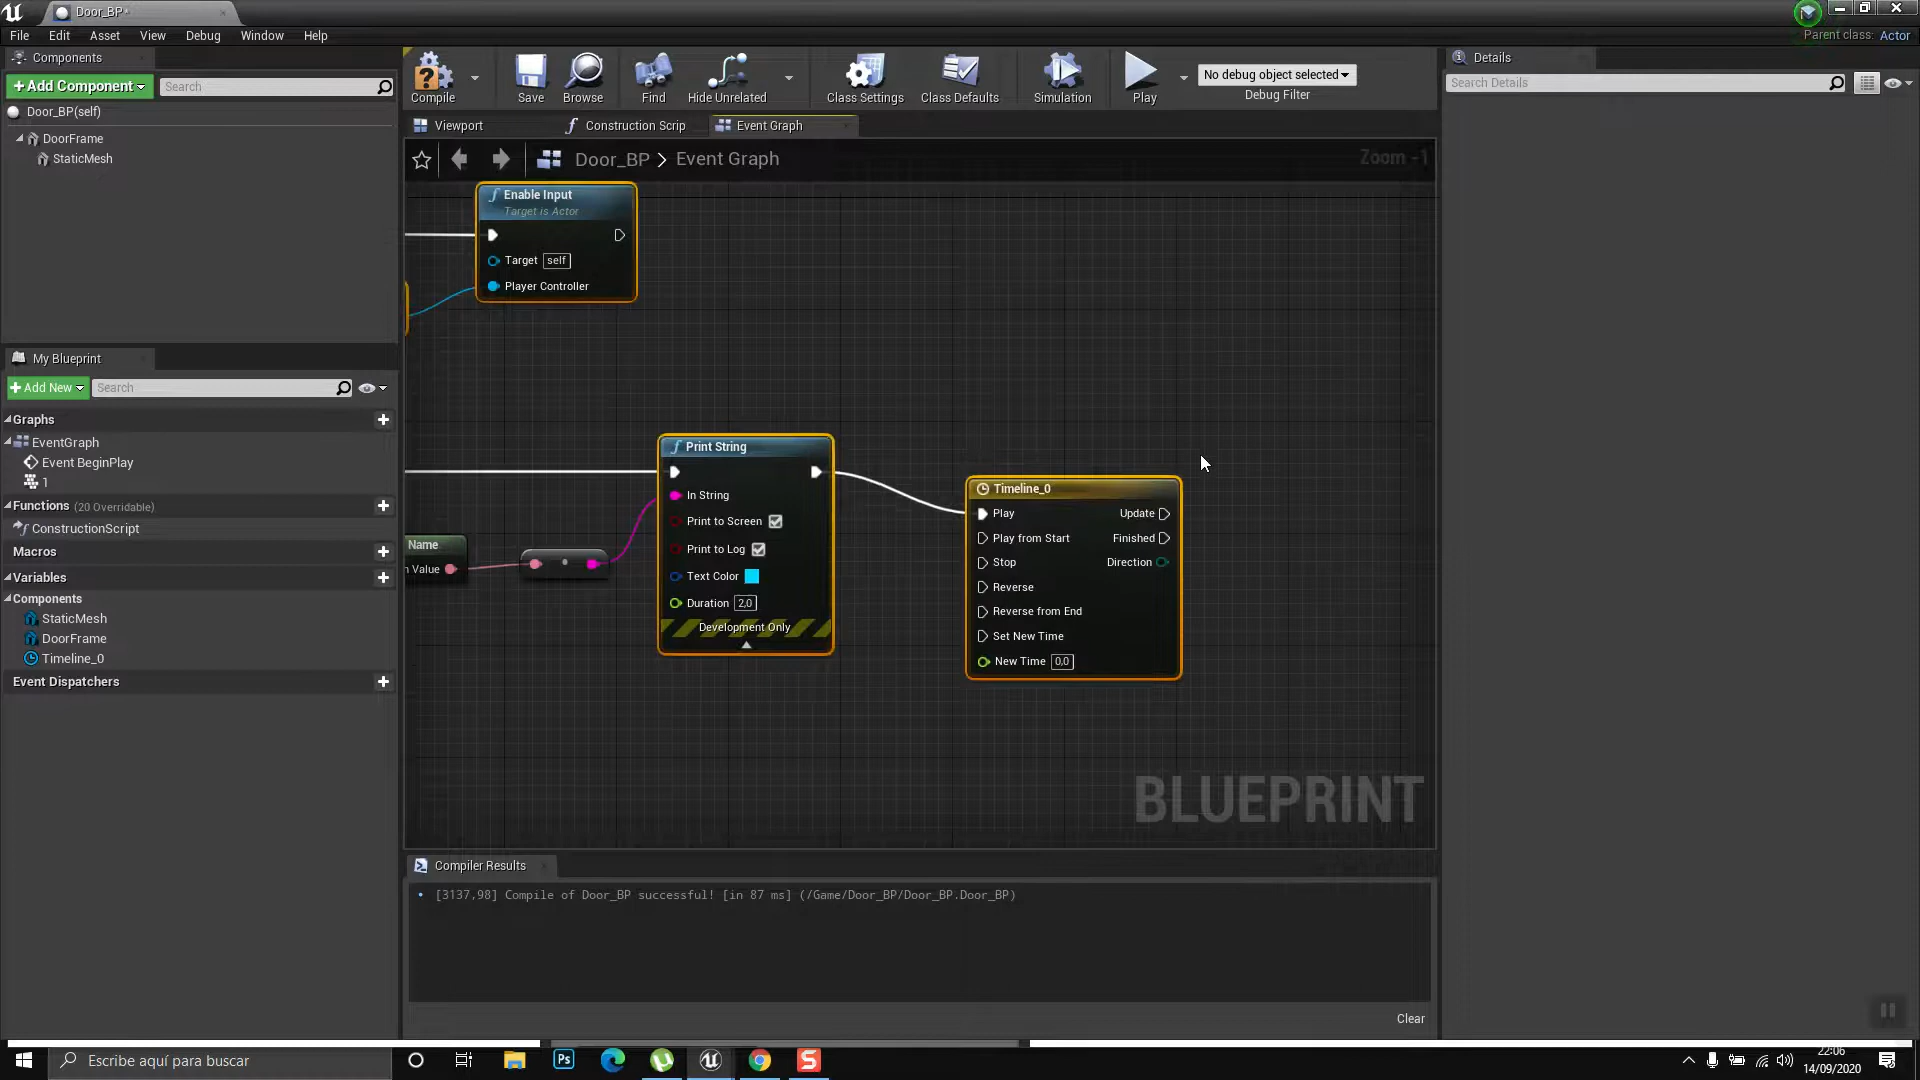 Door_BP*
File Edit Asset View Debug Window Help
Parent class: Actor
Components
+Add Component
Search
Door_BP(self)
DoorFrame
StaticMesh
Compile
Save
Browse
Find
Hide Unrelated
Class Settings
Class Defaults
Simulation
Play
No debug object selected
Debug Filter
Details
Search Details
Viewport
Construction Scrip
Event Graph
Door_BP > Event Graph
Zoom -1
Enable Input
Target is Actor
Target self
Player Controller
My Blueprint
+Add New
Search
Graphs
EventGraph
Event BeginPlay
1
Functions (20 Overridable)
ConstructionScript
Macros
Variables
Components
StaticMesh
DoorFrame
Timeline_0
Event Dispatchers
Name
n Value
Print String
In String
Print to Screen
Print to Log
Text Color
Duration 2,0
Development Only
Timeline_0
Play Update
Play from Start Finished
Stop Direction
Reverse
Reverse from End
Set New Time
New Time 0,0
BLUEPRINT
Compiler Results
• [3137,98] Compile of Door_BP successful! [in 87 ms] (/Game/Door_BP/Door_BP.Door_BP)
Clear
Escribe aquí para buscar
Ps
S
22:06
14/09/2020